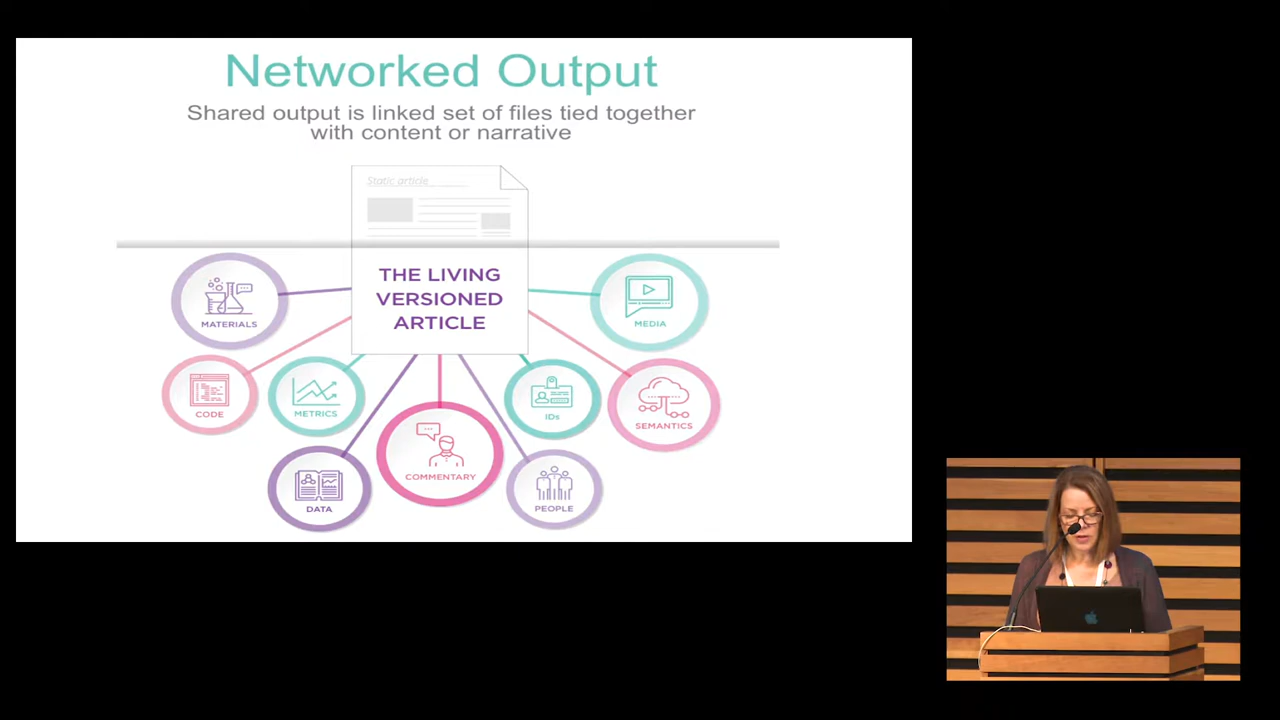 Networked Output
Shared output is linked set of files tied together
with content or narrative
Static article
THE LIVING
VERSIONED
ARTICLE
MATERIALS
MEDIA
CODE
METRICS
IDs
SEMANTICS
COMMENTARY
DATA
PEOPLE